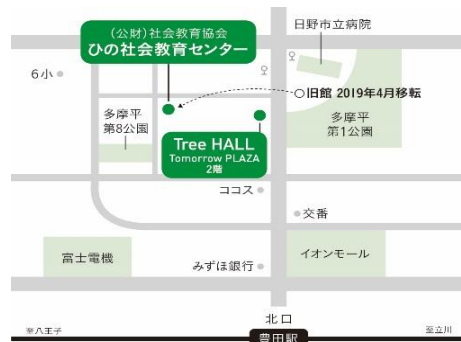 (公財)社会教育協会
ひの社会教育センター
日野市立病院
6小
旧館 2019年4月移転
多摩平
第8公園
多摩平
第1公園
Tree HALL
Tomorrow PLAZA
2階
ココス
交番
富士電機
みずほ銀行
イオンモール
北口
至八王子
豊田駅
至立川